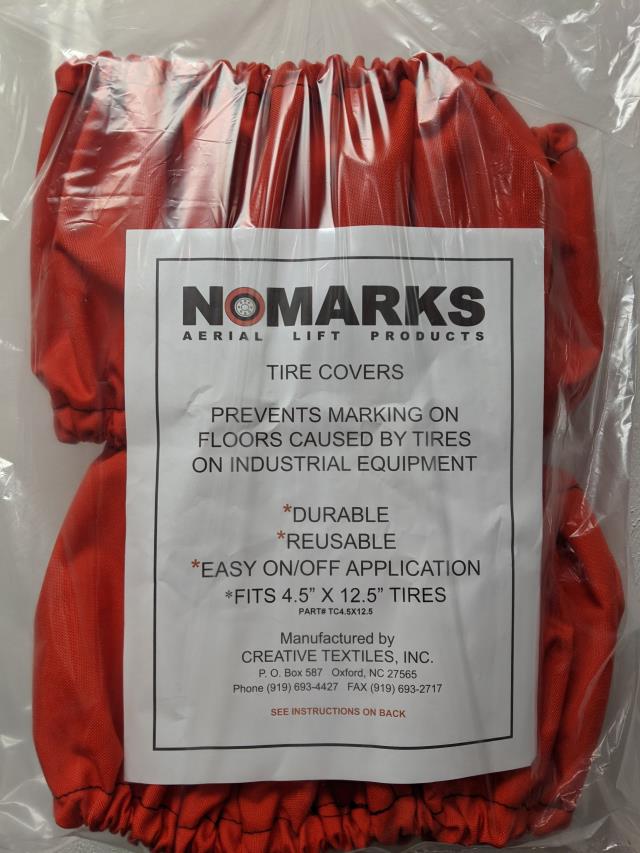 NOMARKS
AERIAL LIFT PRODUCTS
TIRE COVERS
PREVENTS MARKING ON
FLOORS CAUSED BY TIRES
ON INDUSTRIAL EQUIPMENT
*DURABLE
*REUSABLE
*EASY ON/OFF APPLICATION
*FITS 4.5” X 12.5” TIRES
PART# TC4.5X12.5
Manufactured by
CREATIVE TEXTILES, INC.
P. O. Box 587 Oxford, NC 27565
Phone (919) 693-4427 FAX (919) 693-2717
SEE INSTRUCTIONS ON BACK